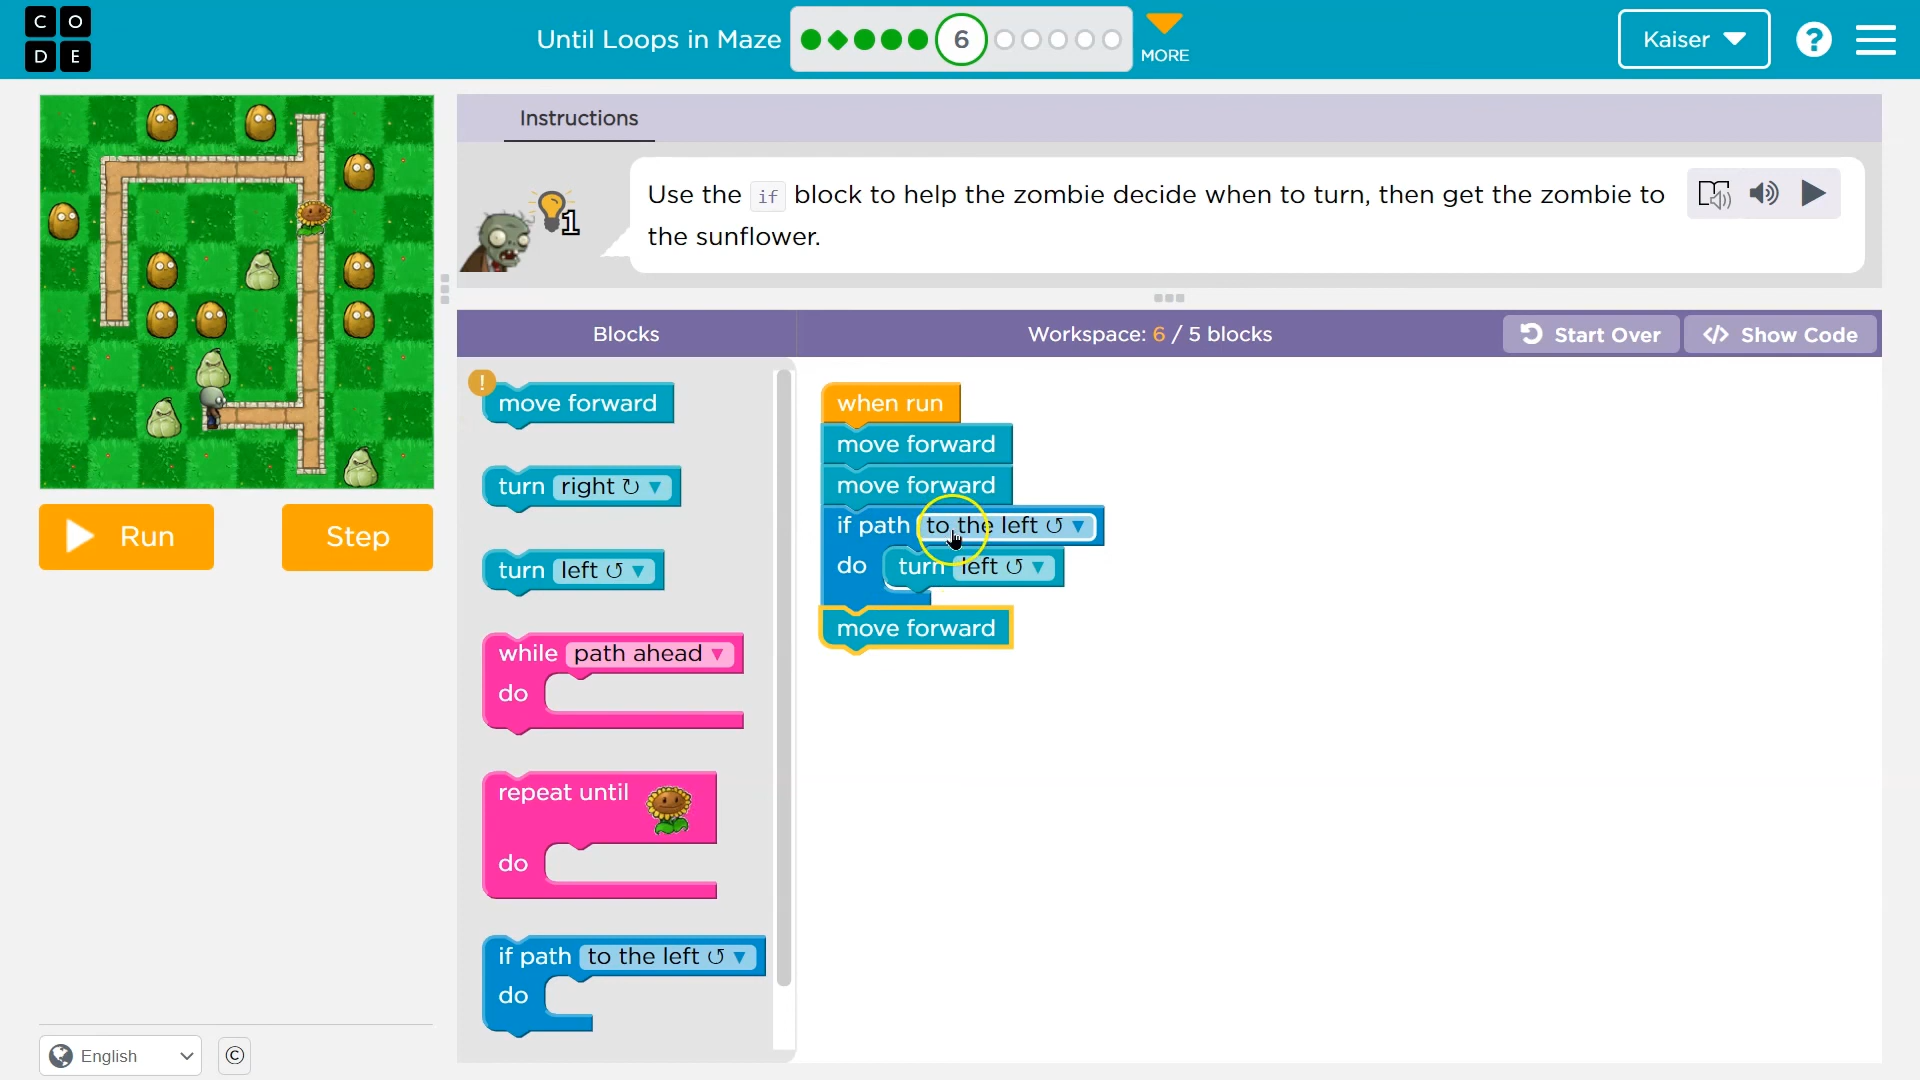 C O
D E
Until Loops in Maze
6
MORE
Kaiser
?
Instructions
1
Use the if block to help the zombie decide when to turn, then get the zombie to
the sunflower.
Blocks
Workspace: 6 / 5 blocks
Start Over
Show Code
!
move forward
turn right ↻ ▼
turn left ↺ ▼
while path ahead ▼
do
repeat until
do
if path to the left ↺ ▼
do
when run
move forward
move forward
if path to the left ↺ ▼
do turn left ↺ ▼
move forward
Run
Step
English
©